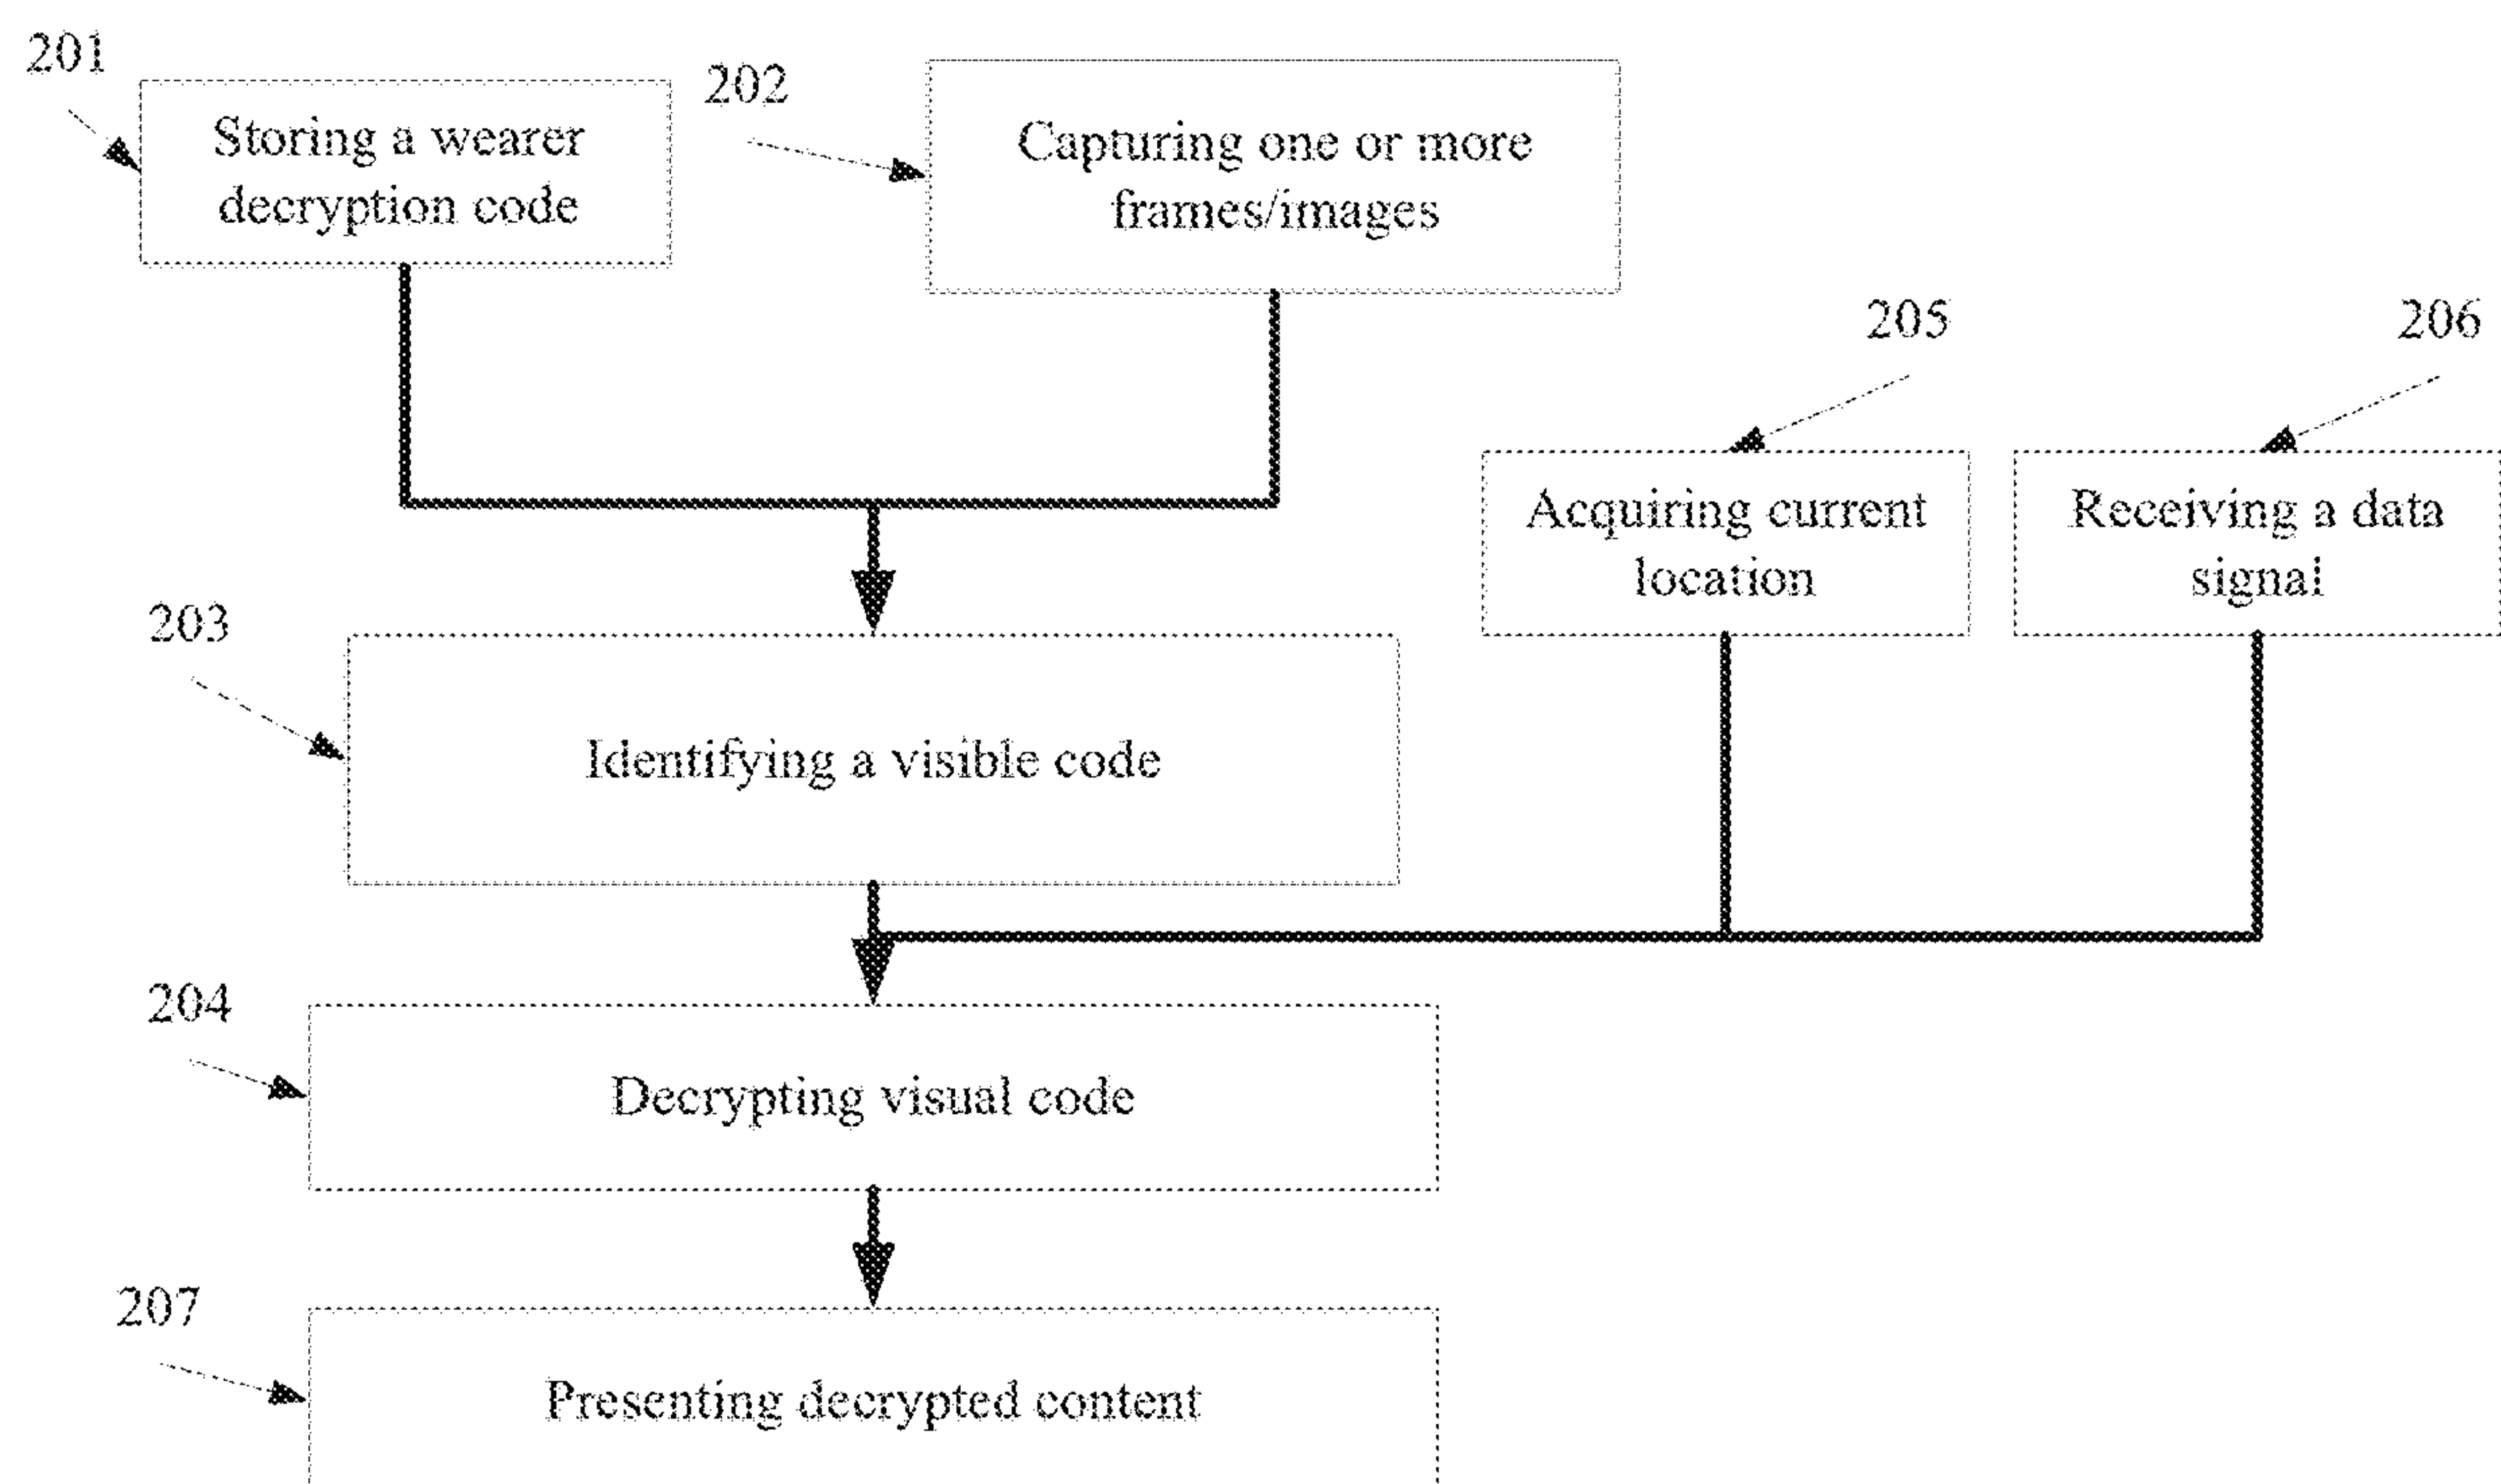 201
202
Storing a wearer
decryption code
Capturing one or more
frames/images
205
206
Acquiring current
location
Receiving a data
signal
203
Identifying a visible code
204
Decrypting visual code
207
Presenting decrypted content